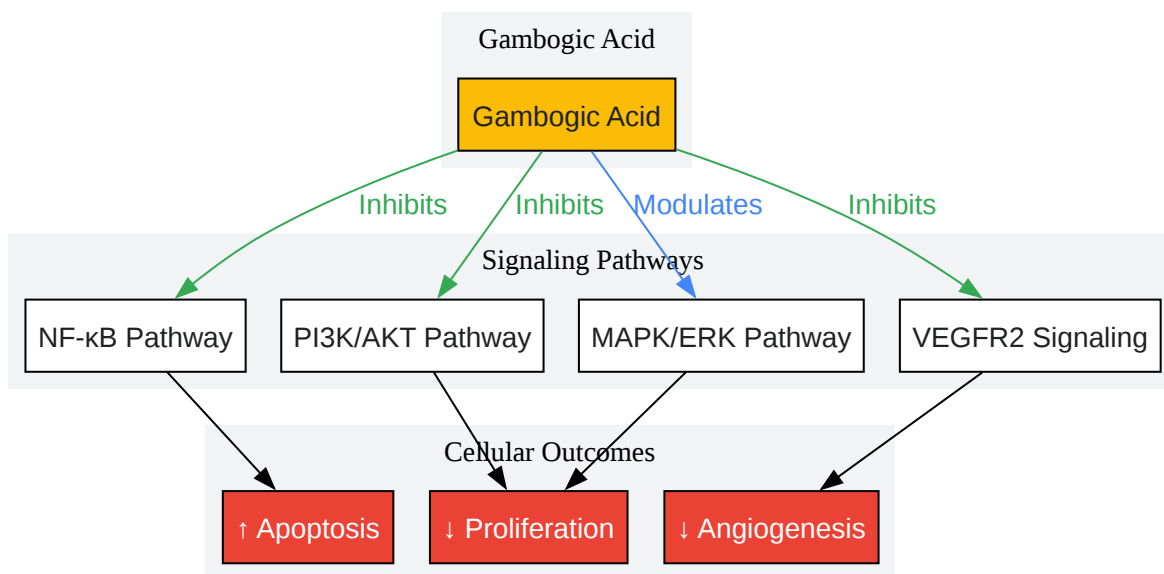 Gambogic Acid
Gambogic Acid
Inhibits
Inhibits
Modulates
Inhibits
Signaling Pathways
NF-κB Pathway
PI3K/AKT Pathway
MAPK/ERK Pathway
VEGFR2 Signaling
Cellular Outcomes
↑ Apoptosis
↓ Proliferation
↓ Angiogenesis